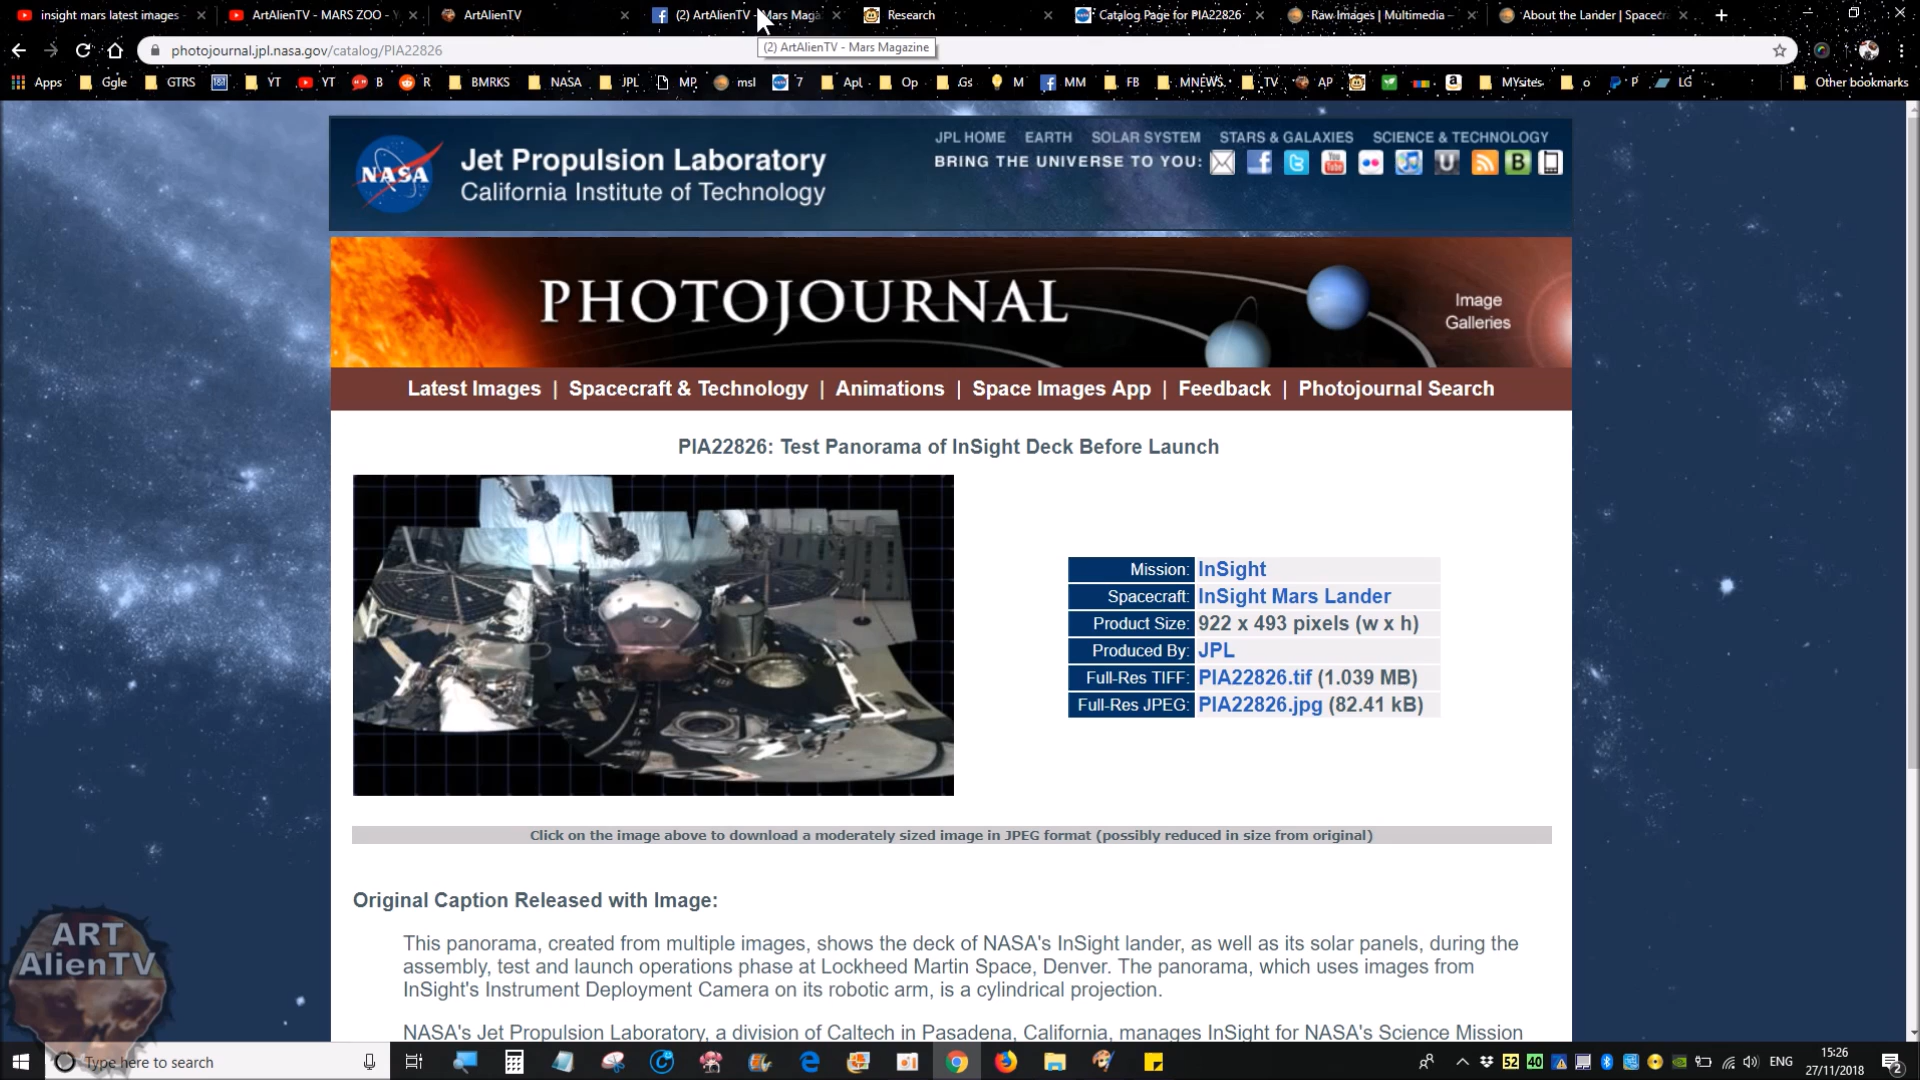 insight mars latest images
ArtAlienTV - MARS ZOO - Y
ArtAlienTV
(2) ArtAlienTV - Mars Maga
Research
Catalog Page for PIA22826
Raw Images | Multimedia –
About the Lander | Spacecr
photojournal.jpl.nasa.gov/catalog/PIA22826
(2) ArtAlienTV - Mars Magazine
Apps Ggle GTRS YT YT B R BMRKS NASA JPL MP msl 7 Apl Op .Gs M MM FB MNEWS TV AP MYsites o P LG Other bookmarks
NASA
Jet Propulsion Laboratory
California Institute of Technology
JPL HOME EARTH SOLAR SYSTEM STARS & GALAXIES SCIENCE & TECHNOLOGY
BRING THE UNIVERSE TO YOU:
PHOTOJOURNAL
Image
Galleries
Latest Images | Spacecraft & Technology | Animations | Space Images App | Feedback | Photojournal Search
PIA22826: Test Panorama of InSight Deck Before Launch
Mission: InSight
Spacecraft: InSight Mars Lander
Product Size: 922 x 493 pixels (w x h)
Produced By: JPL
Full-Res TIFF: PIA22826.tif (1.039 MB)
Full-Res JPEG: PIA22826.jpg (82.41 kB)
Click on the image above to download a moderately sized image in JPEG format (possibly reduced in size from original)
Original Caption Released with Image:
This panorama, created from multiple images, shows the deck of NASA's InSight lander, as well as its solar panels, during the
assembly, test and launch operations phase at Lockheed Martin Space, Denver. The panorama, which uses images from
InSight's Instrument Deployment Camera on its robotic arm, is a cylindrical projection.
NASA's Jet Propulsion Laboratory, a division of Caltech in Pasadena, California, manages InSight for NASA's Science Mission
ART
AlienTV
Type here to search
52 40 ENG
15:26
27/11/2018
2